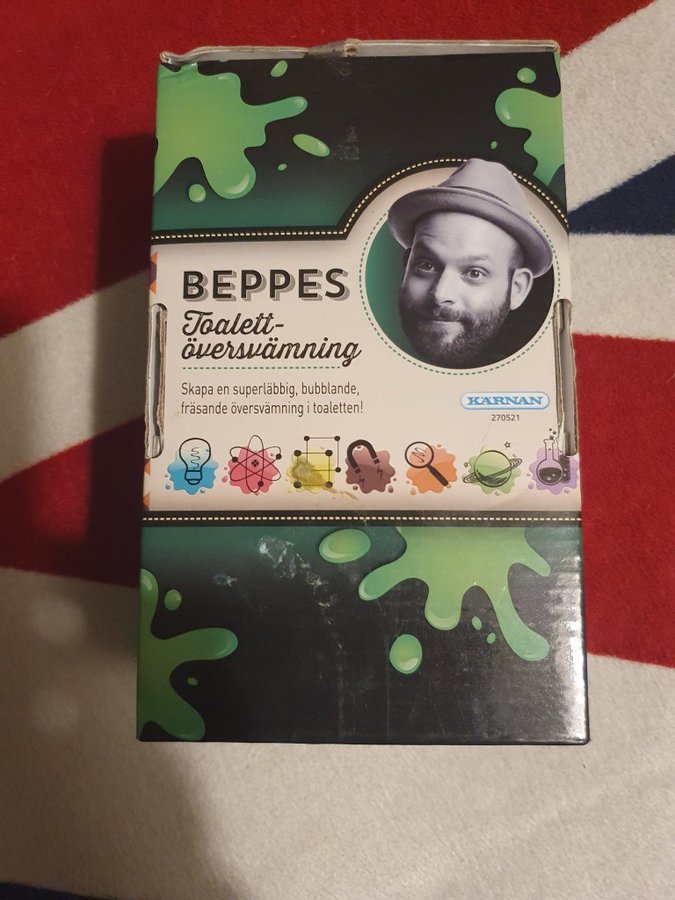 BEPPES
Toalett-
översvämning
Skapa en superläbbig, bubblande,
fräsande översvämning i toaletten!
KÄRNAN
270521